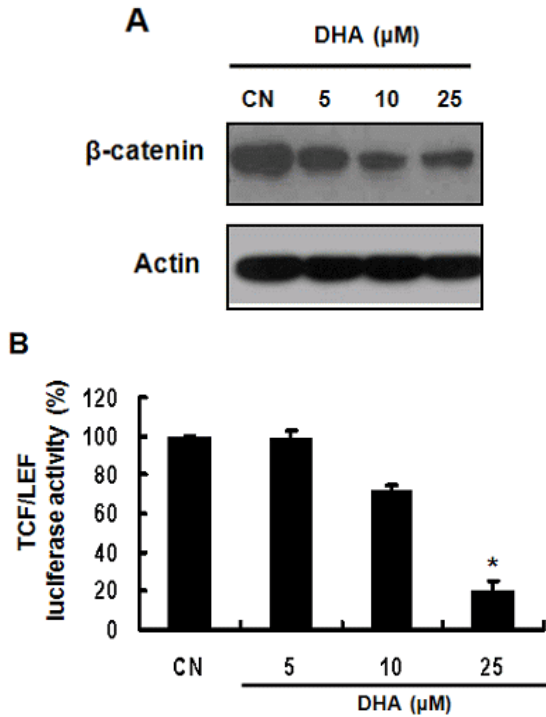 A
DHA (µM)
CN 5 10 25
β-catenin
Actin
B
TCF/LEF
luciferase activity (%)
120
100
80
60
40
20
0
*
CN 5 10 25
DHA (µM)